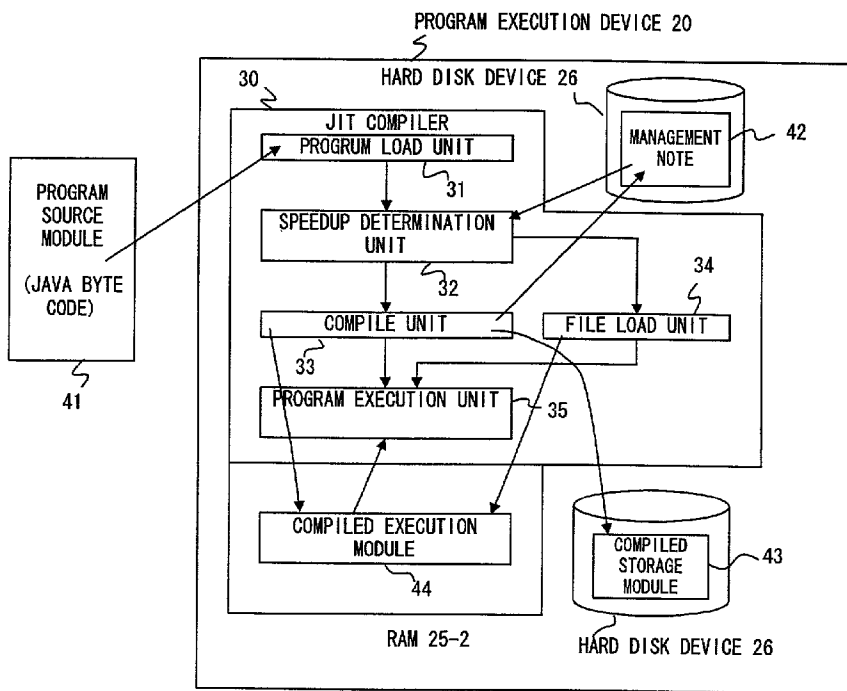 PROGRAM EXECUTION DEVICE 20
HARD DISK DEVICE 26
30
JIT COMPILER
PROGRUM LOAD UNIT
31
MANAGEMENT
NOTE
42
PROGRAM
SOURCE
MODULE
(JAVA BYTE
CODE)
41
SPEEDUP DETERMINATION
UNIT
32
34
COMPILE UNIT
33
FILE LOAD UNIT
PROGRAM EXECUTION UNIT
35
COMPILED EXECUTION
MODULE
44
COMPILED
STORAGE
MODULE
43
RAM 25-2
HARD DISK DEVICE 26